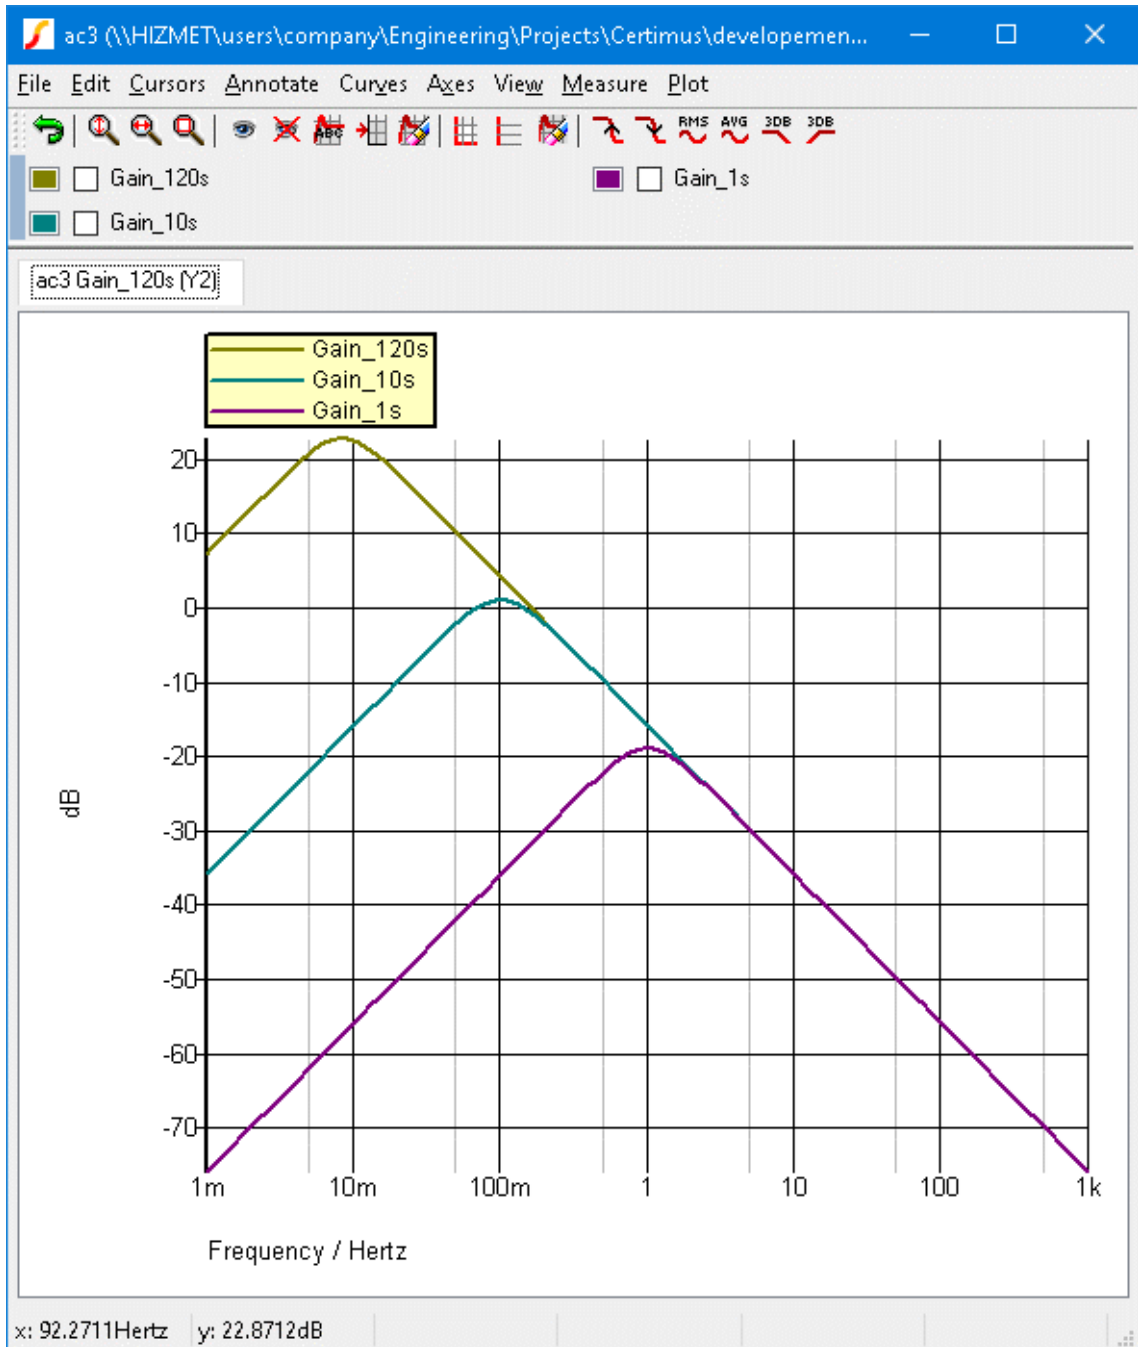 ac3 (\\HIZMET\users\company\Engineering\Projects\Certimus\developemen...
File Edit Cursors Annotate Curves Axes View Measure Plot
ABC RMS AVG 3DB 3DB
Gain_120s Gain_1s
Gain_10s
ac3 Gain_120s (Y2)
Gain_120s
Gain_10s
Gain_1s
20
10
0
-10
-20
-30
-40
-50
-60
-70
dB
1m 10m 100m 1 10 100 1k
Frequency / Hertz
x: 92.2711Hertz y: 22.8712dB